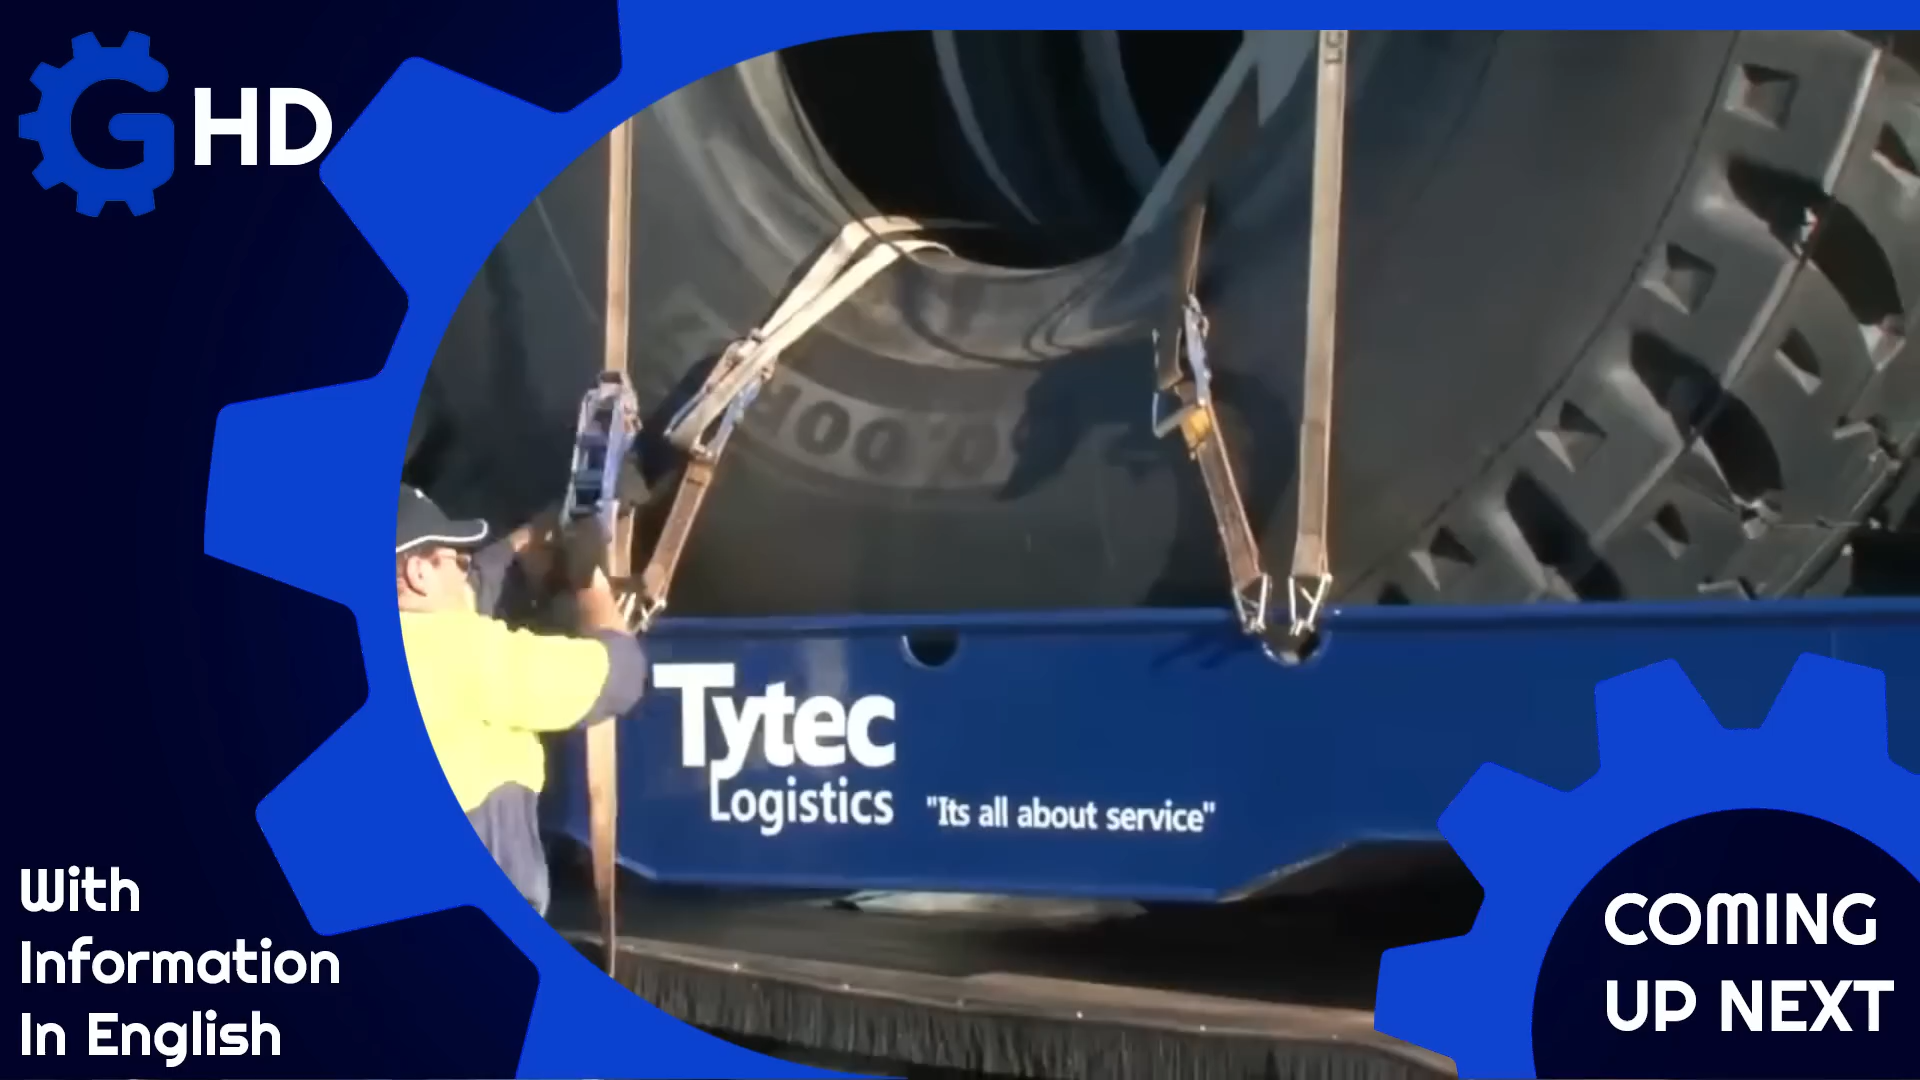 GHD
Tytec
Logistics
"Its all about service"
With
Information
In English
COMING
UP NEXT